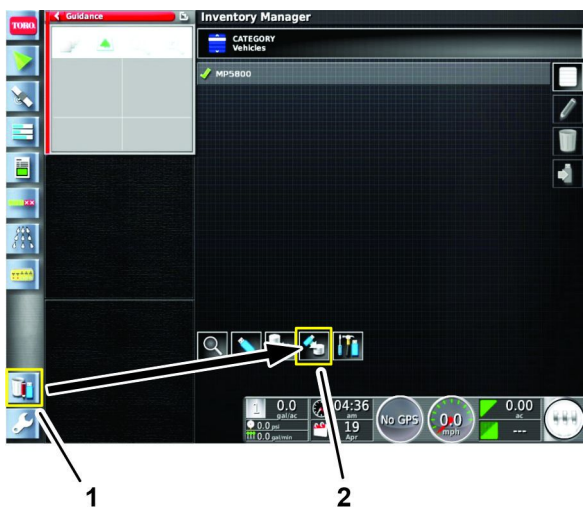 TORO.
Guidance
Inventory Manager
CATEGORY
Vehicles
MP5800
1
0.0
gal/ac
0.0 psi
0.0 gal/min
04:36
am
19
Apr
No GPS
0.0
mph
0.00
ac
---
1
2